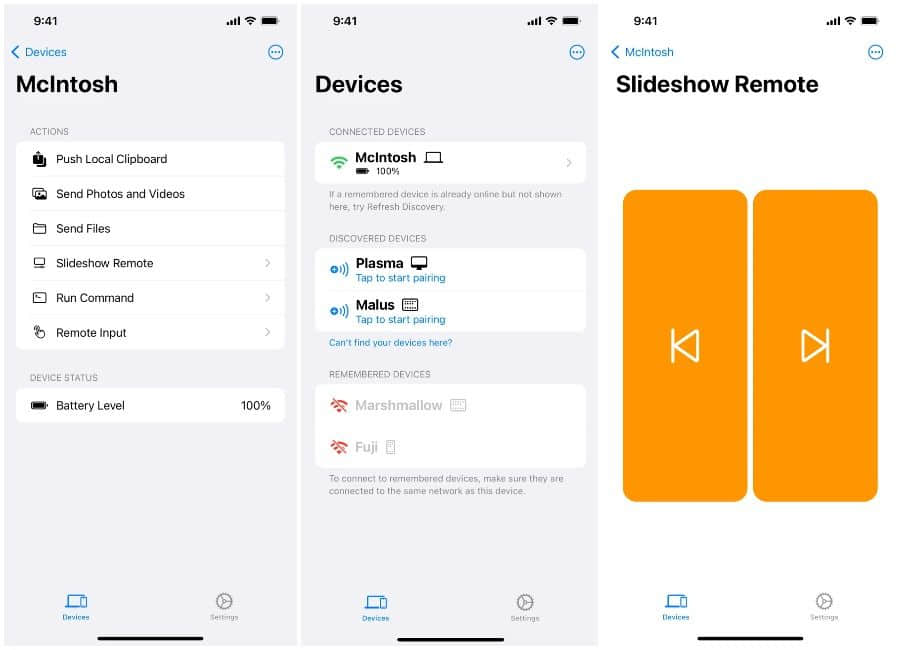 9:41
Devices
McIntosh
ACTIONS
Push Local Clipboard
Send Photos and Videos
Send Files
Slideshow Remote
Run Command
Remote Input
DEVICE STATUS
Battery Level 100%
Devices Settings
9:41
Devices
CONNECTED DEVICES
McIntosh
100%
If a remembered device is already online but not shown
here, try Refresh Discovery.
DISCOVERED DEVICES
Plasma
Tap to start pairing
Malus
Tap to start pairing
Can't find your devices here?
REMEMBERED DEVICES
Marshmallow
Fuji
To connect to remembered devices, make sure they are
connected to the same network as this device.
Devices Settings
9:41
McIntosh
Slideshow Remote
Devices Settings